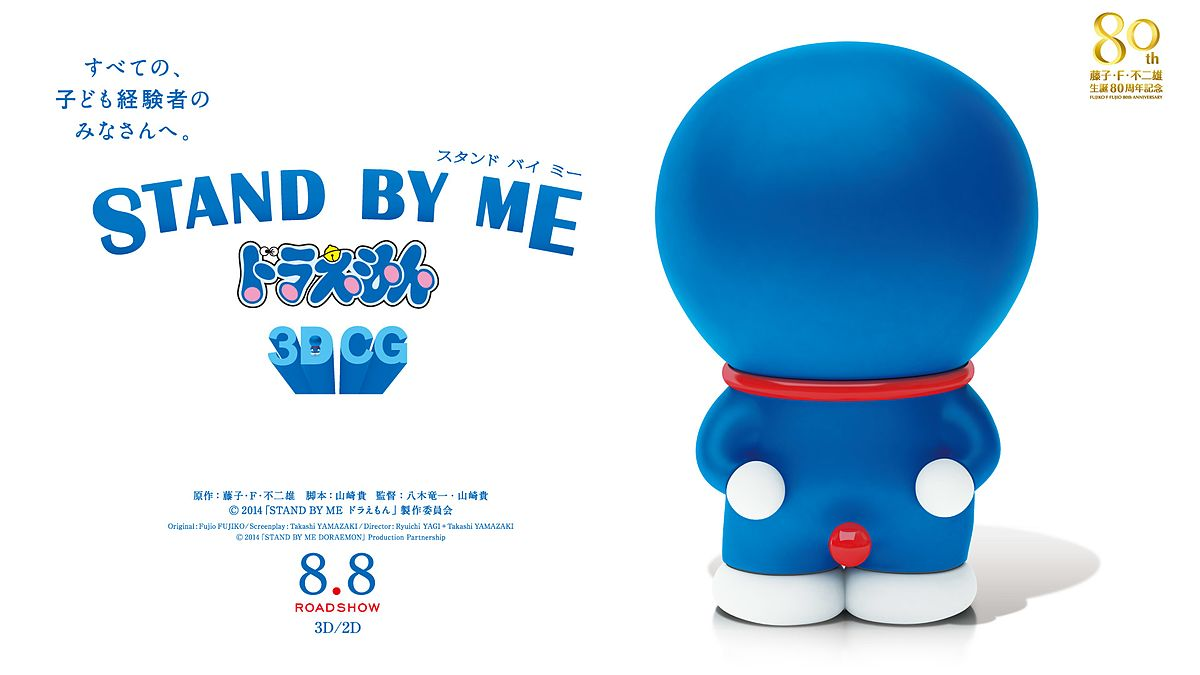 すべての、
子ども経験者の
みなさんへ。
スタンド バイ ミー
STAND BY ME
ドラえもん
3D CG
原作:藤子・F・不二雄 脚本:山崎貴 監督:八木竜一・山崎貴
© 2014「STAND BY ME ドラえもん」製作委員会
Original: Fujio FUJIKO / Screenplay: Takashi YAMAZAKI / Director: Ryuichi YAGI + Takashi YAMAZAKI
© 2014「STAND BY ME DORAEMON」Production Partnership
8.8
ROADSHOW
3D/2D
80th
藤子・F・不二雄
生誕80周年記念
FUJIKO F FUJIO 80th ANNIVERSARY